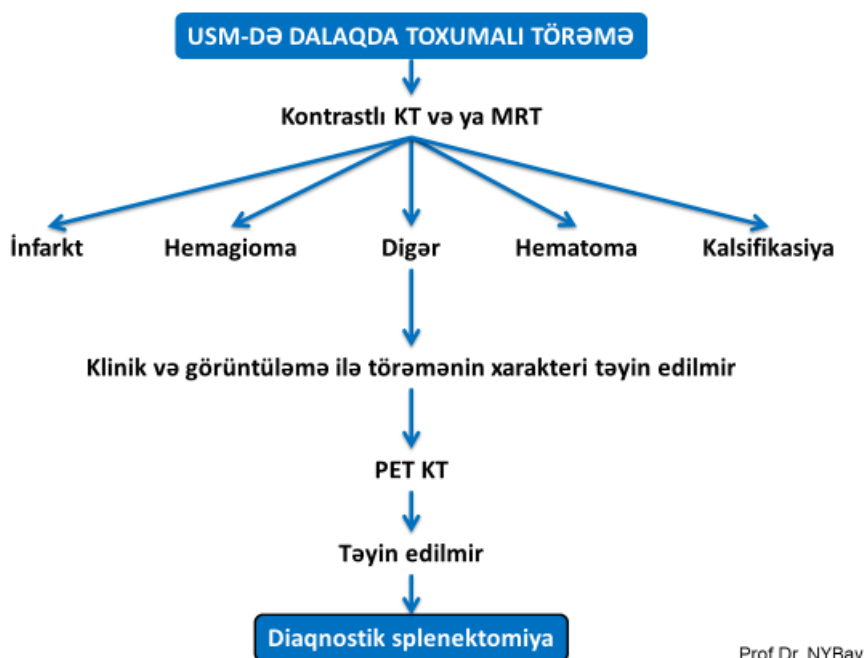 USM-DƏ DALAQDA TOXUMALI TÖRƏMƏ
Kontrastlı KT və ya MRT
İnfarkt Hemagioma Digər Hematoma Kalsifikasiya
Klinik və görüntüləmə ilə törəmənin xarakteri təyin edilmir
PET KT
Təyin edilmir
Diaqnostik splenektomiya
Prof Dr. NYBay